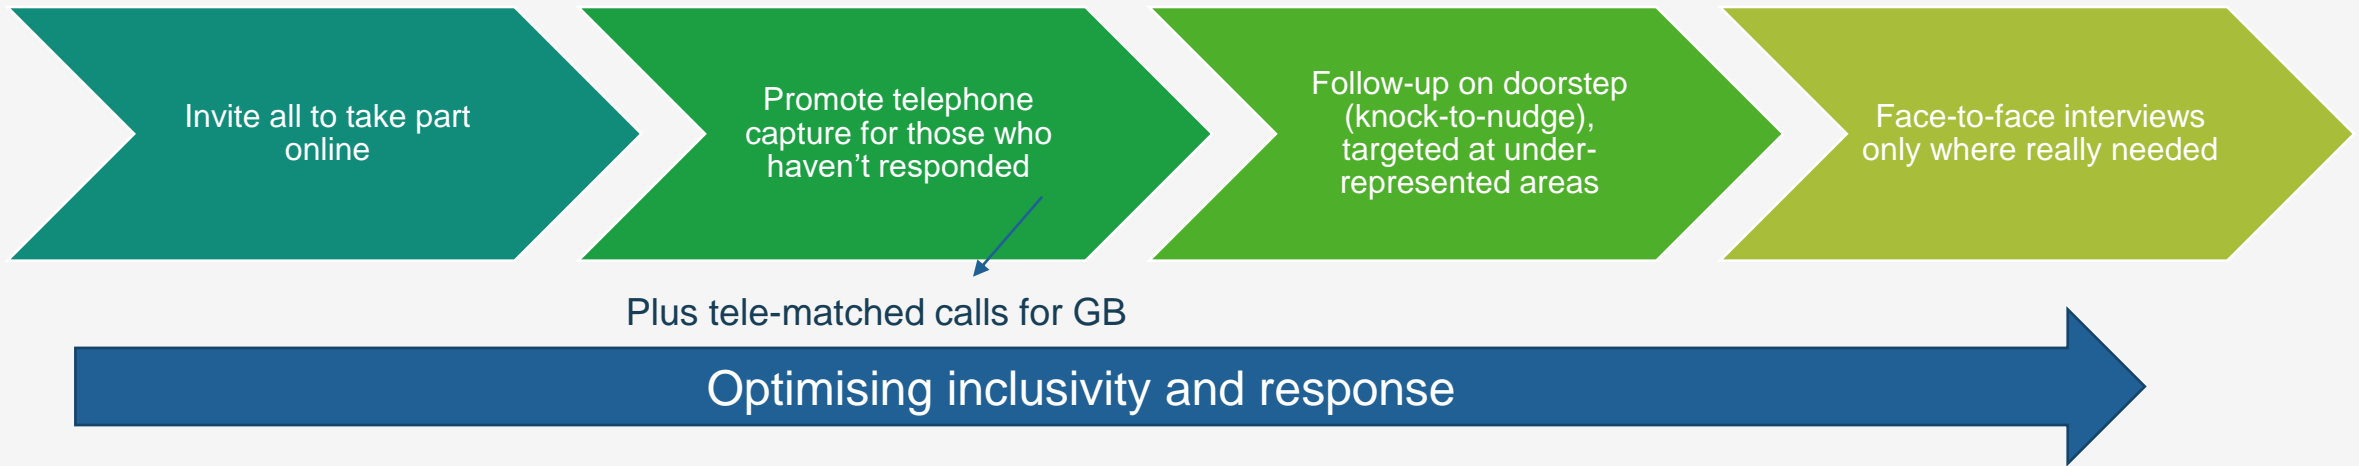 Invite all to take part
online
Promote telephone
capture for those who
haven’t responded
Follow-up on doorstep
(knock-to-nudge),
targeted at under-
represented areas
Face-to-face interviews
only where really needed
Plus tele-matched calls for GB
Optimising inclusivity and response